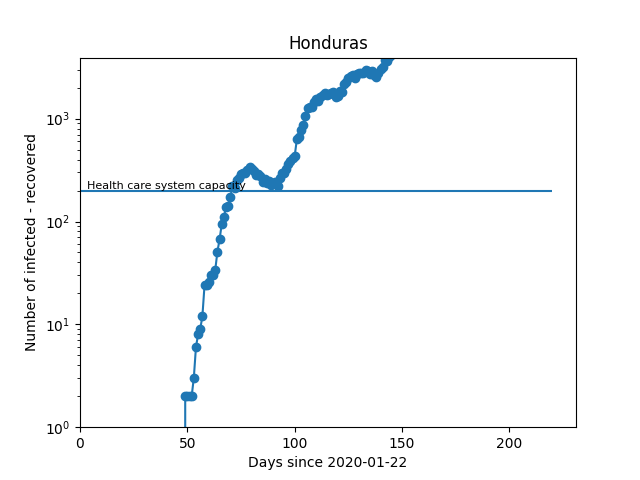 Honduras
Number of infected - recovered
10³
10²
10¹
10⁰
Health care system capacity
0 50 100 150 200
Days since 2020-01-22